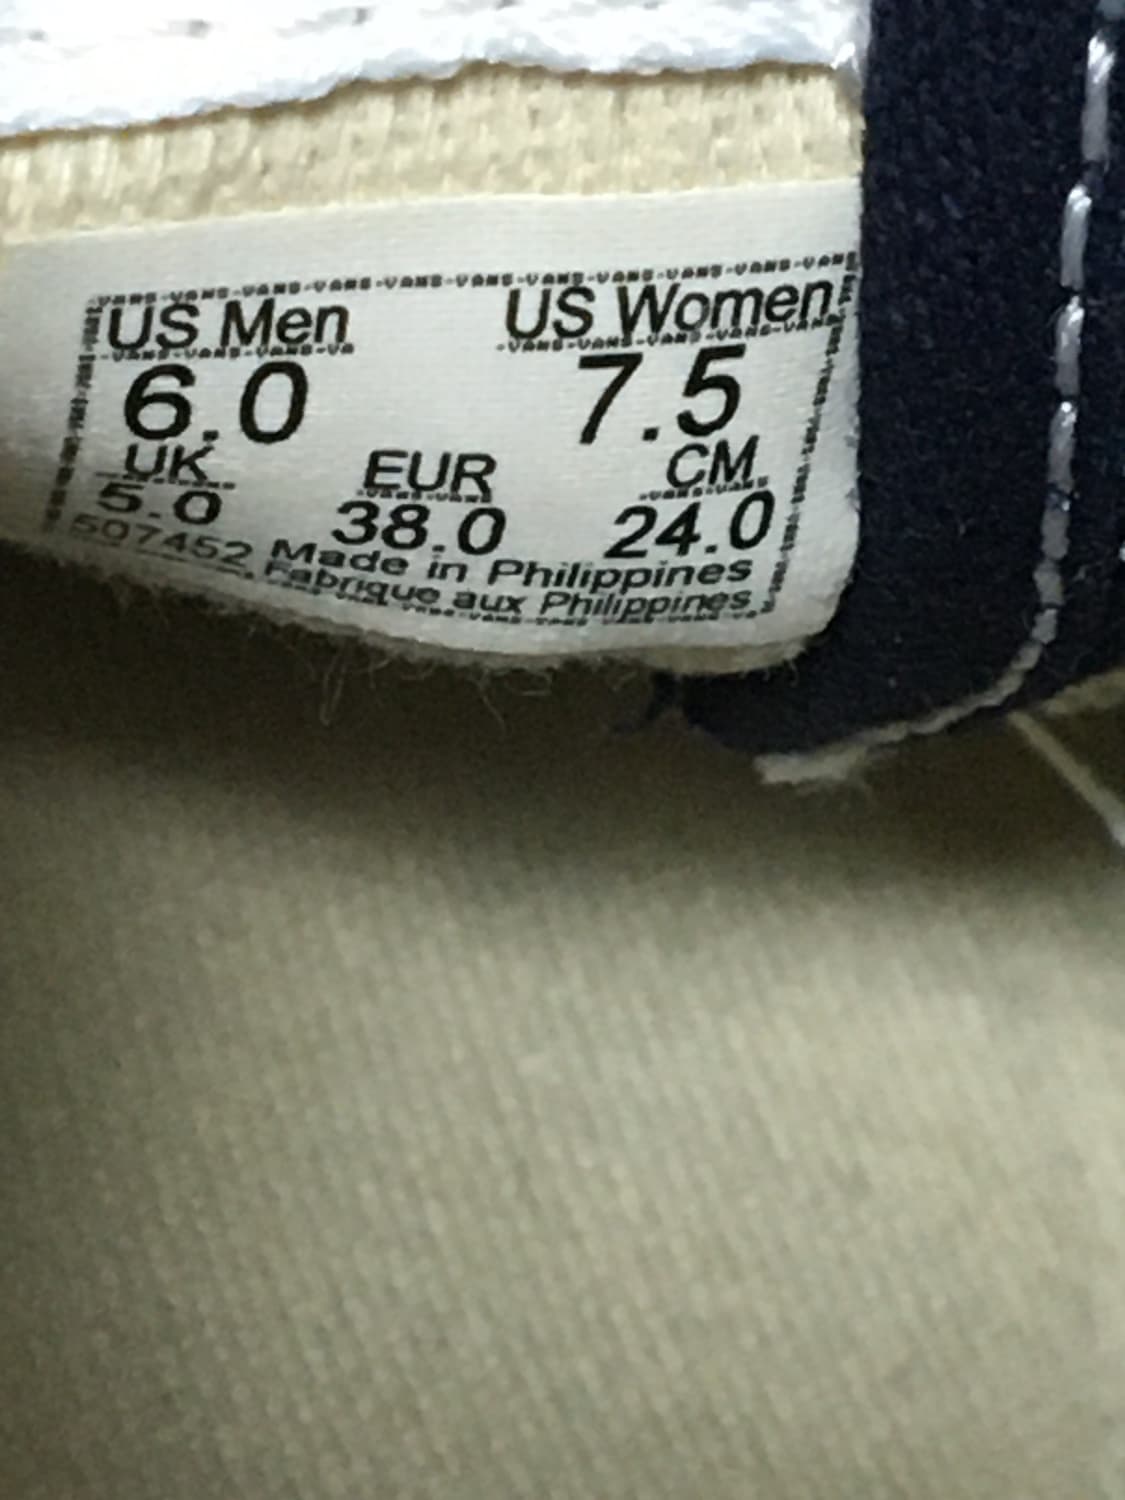 US Men US Women
6.0 7.5
UK EUR CM
5.0 38.0 24.0
507452 Made in Philippines
Fabrique aux Philippines